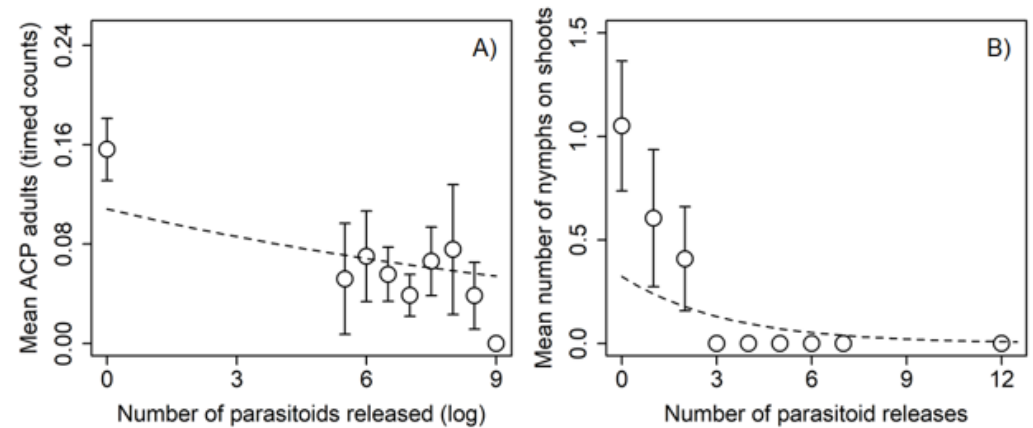 Mean ACP adults (timed counts)
0.00 0.08 0.16 0.24
A)
0 3 6 9
Number of parasitoids released (log)
Mean number of nymphs on shoots
0.0 0.5 1.0 1.5
B)
0 3 6 9 12
Number of parasitoid releases